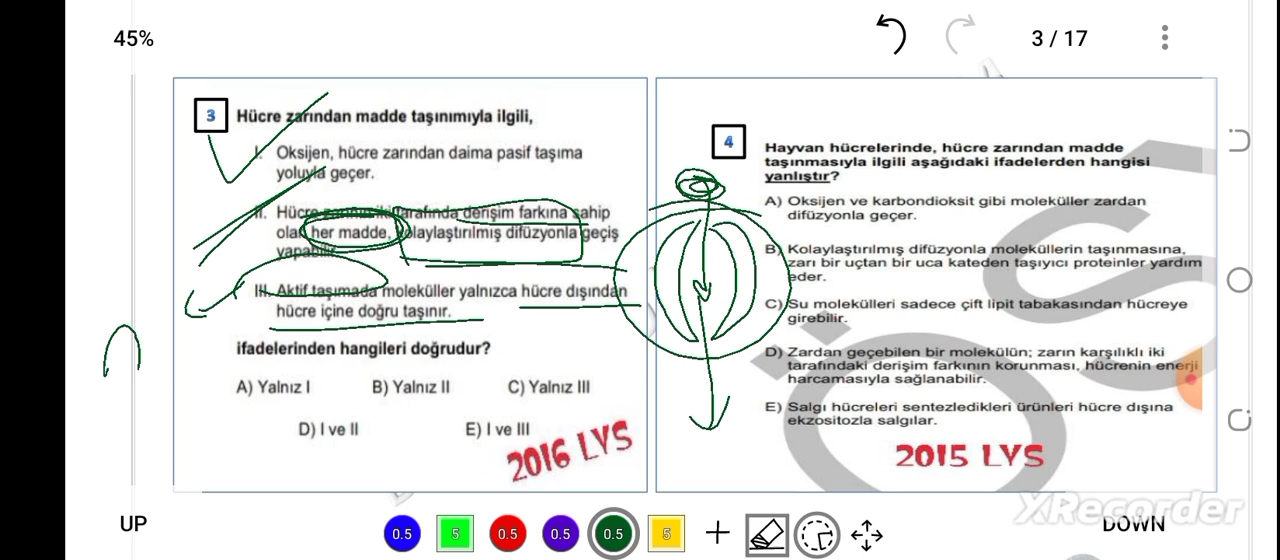 45%
3 / 17
3
Hücre zarından madde taşınımıyla ilgili,
I. Oksijen, hücre zarından daima pasif taşıma
yoluyla geçer.
II. Hücre zarının iki tarafında derişim farkına sahip
olan her madde, kolaylaştırılmış difüzyonla geçiş
yapabilir.
III. Aktif taşımada moleküller yalnızca hücre dışından
hücre içine doğru taşınır.
ifadelerinden hangileri doğrudur?
A) Yalnız I
B) Yalnız II
C) Yalnız III
D) I ve II
E) I ve III
2016 LYS
4
Hayvan hücrelerinde, hücre zarından madde
taşınmasıyla ilgili aşağıdaki ifadelerden hangisi
yanlıştır?
A) Oksijen ve karbondioksit gibi moleküller zardan
difüzyonla geçer.
B) Kolaylaştırılmış difüzyonla moleküllerin taşınmasına,
zarı bir uçtan bir uca kateden taşıyıcı proteinler yardım
eder.
C) Su molekülleri sadece çift lipit tabakasından hücreye
girebilir.
D) Zardan geçebilen bir molekülün; zarın karşılıklı iki
tarafındaki derişim farkının korunması, hücrenin enerji
harcamasıyla sağlanabilir.
E) Salgı hücreleri sentezledikleri ürünleri hücre dışına
ekzositozla salgılar.
2015 LYS
XRecorder
UP
0.5
5
0.5
0.5
0.5
5
DOWN